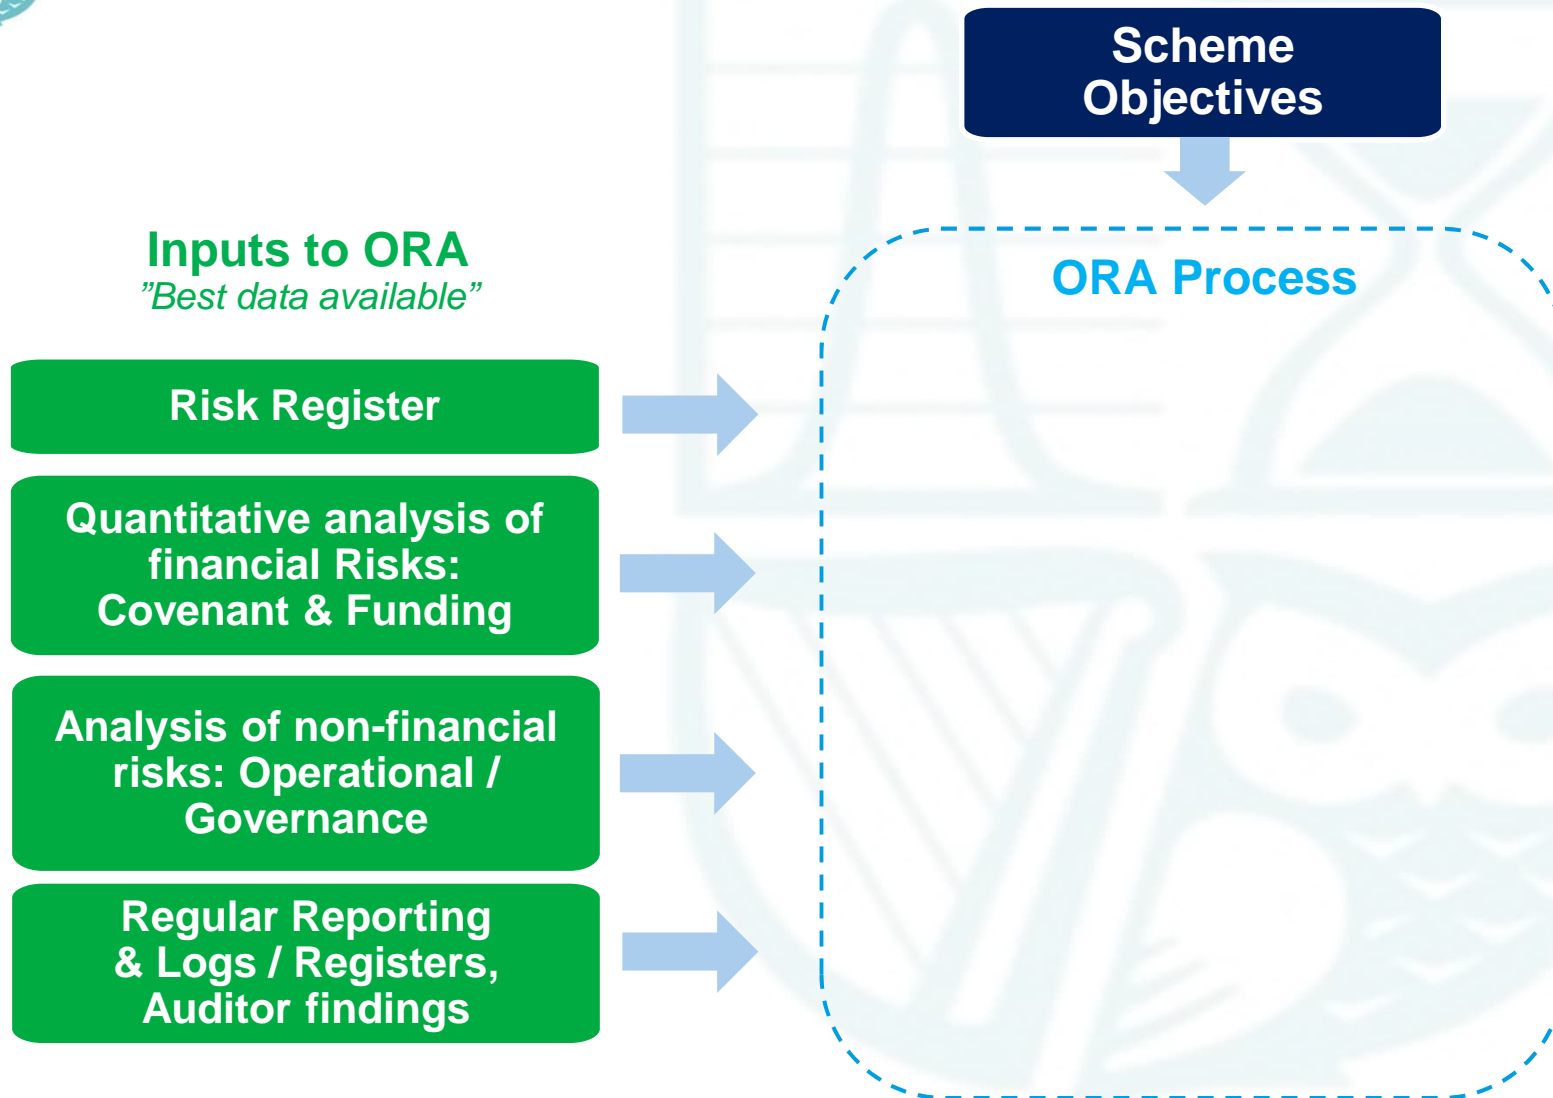 Scheme
Objectives
Inputs to ORA
”Best data available”
ORA Process
Risk Register
Quantitative analysis of
financial Risks:
Covenant & Funding
Analysis of non-financial
risks: Operational /
Governance
Regular Reporting
& Logs / Registers,
Auditor findings